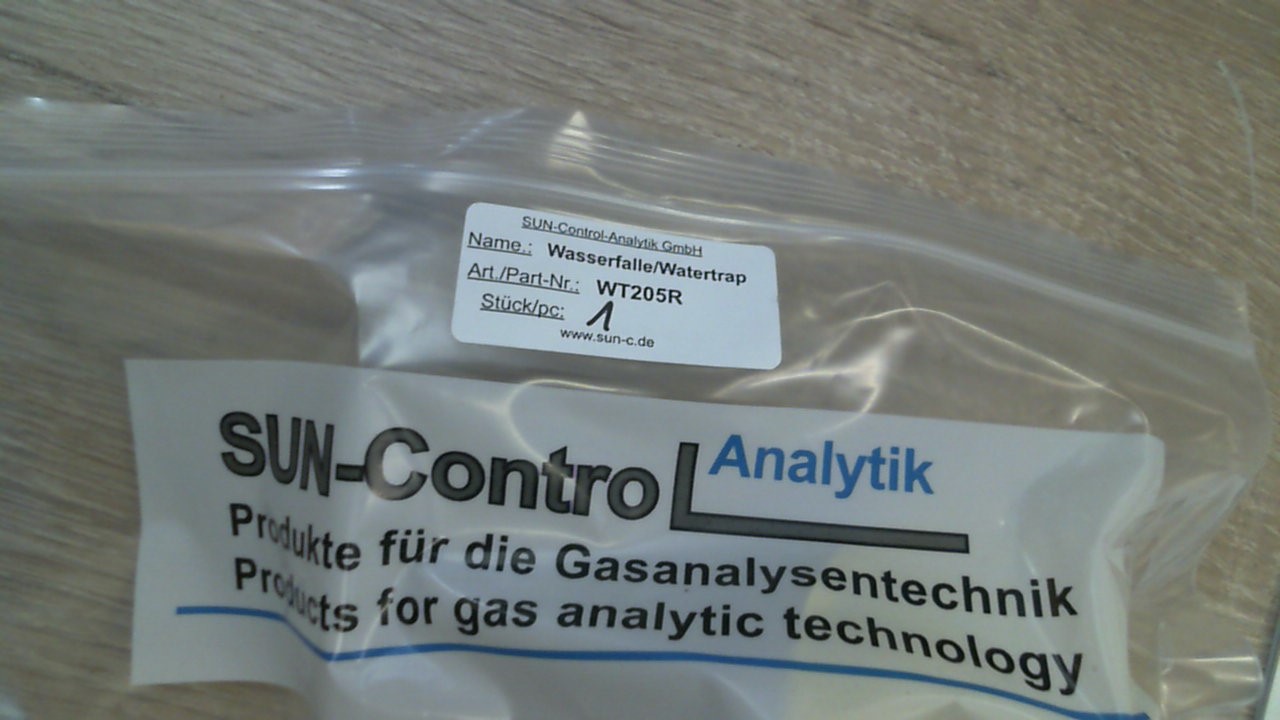 SUN-Control-Analytik GmbH
Name.: Wasserfalle/Watertrap
Art./Part-Nr.: WT205R
Stück/pc: 1
www.sun-c.de
SUN-Control Analytik
Produkte für die Gasanalysentechnik
Products for gas analytic technology